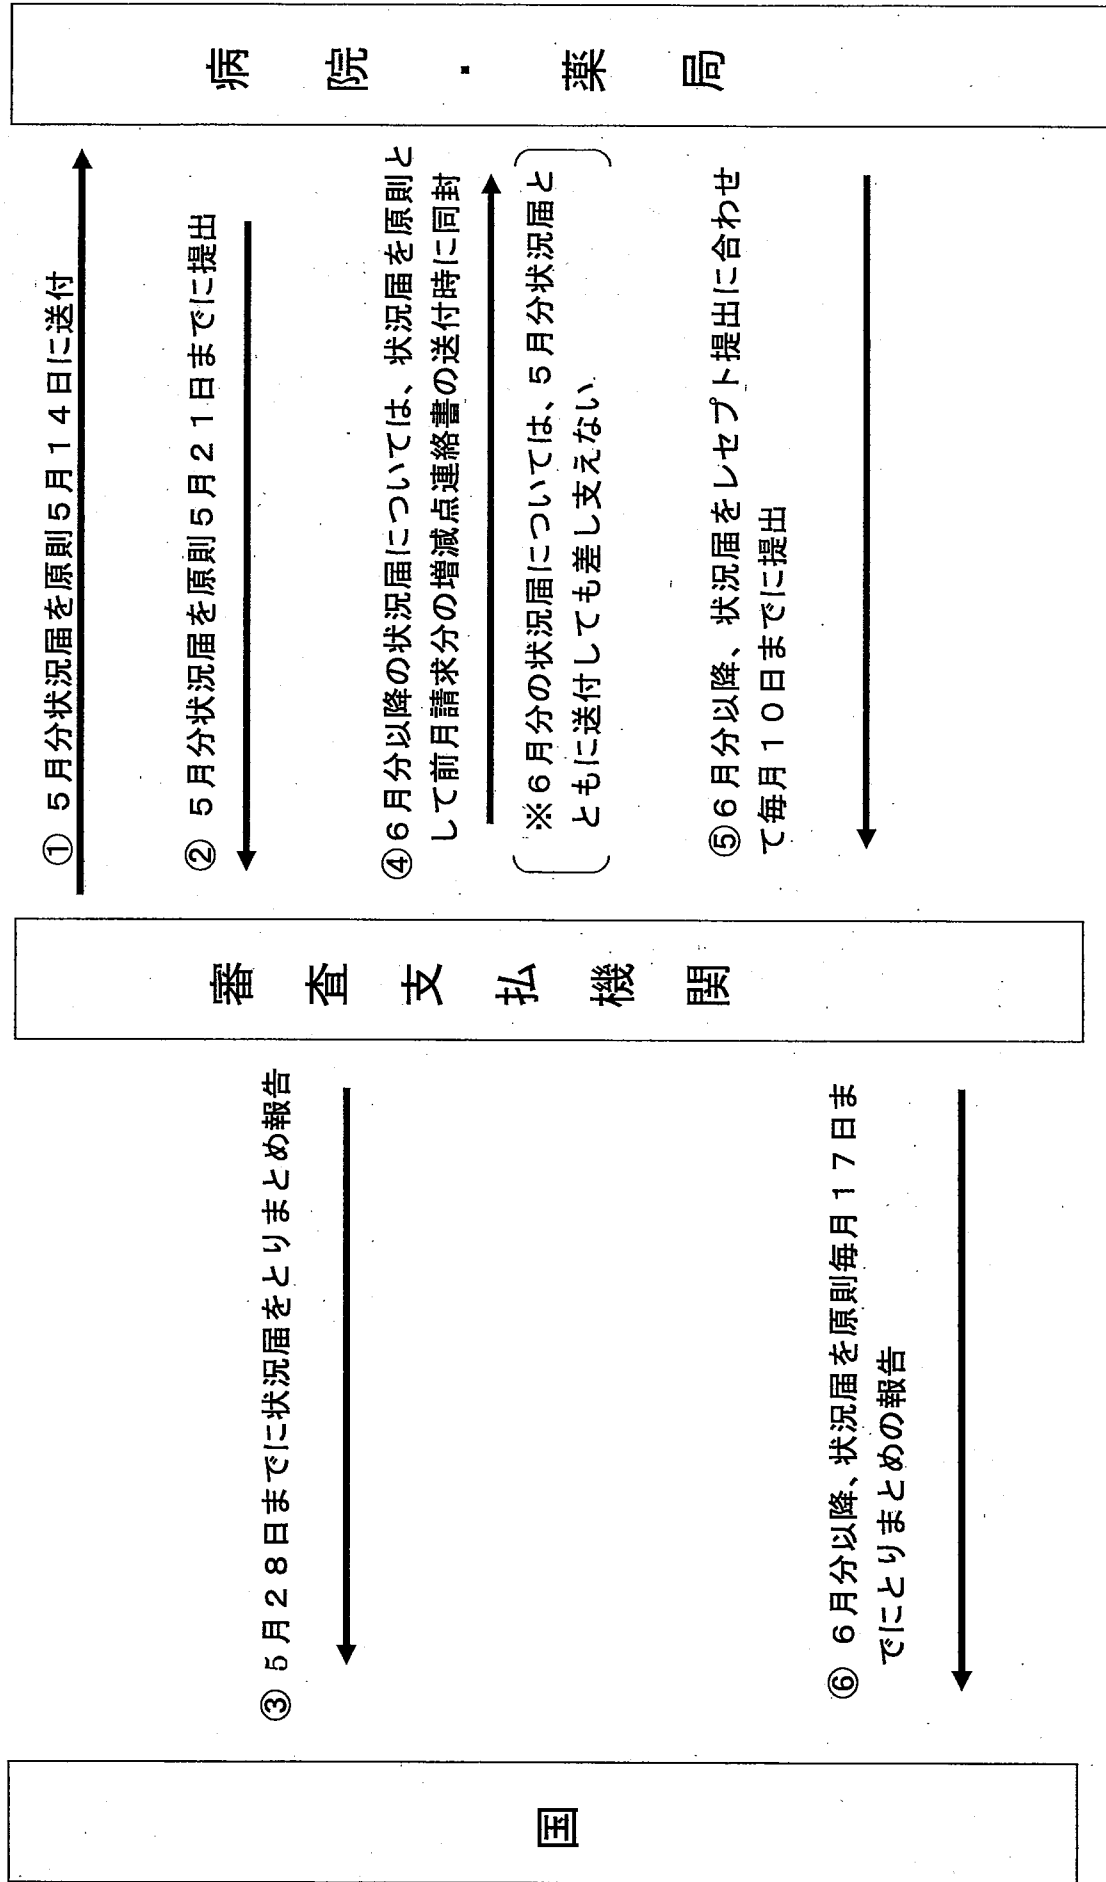 病院・薬局
① 5月分状況届を原則5月14日に送付
② 5月分状況届を原則5月21日までに提出
④6月分以降の状況届については、状況届を原則と
して前月請求分の増減点連絡書の送付時に同封
※6月分の状況届については、5月分状況届と
ともに送付しても差し支えない
⑤6月分以降、状況届をレセプト提出に合わせ
て毎月10日までに提出
審査支払機関
③5月28日までに状況届をとりまとめ報告
⑥ 6月分以降、状況届を原則毎月17日ま
でにとりまとめの報告
国